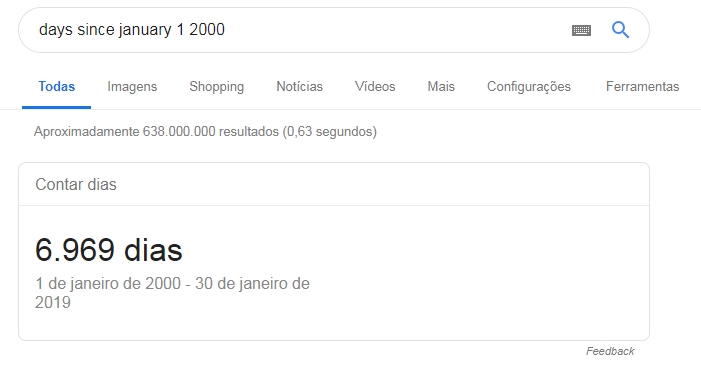 days since january 1 2000
Todas Imagens Shopping Notícias Vídeos Mais Configurações Ferramentas
Aproximadamente 638.000.000 resultados (0,63 segundos)
Contar dias
6.969 dias
1 de janeiro de 2000 - 30 de janeiro de
2019
Feedback